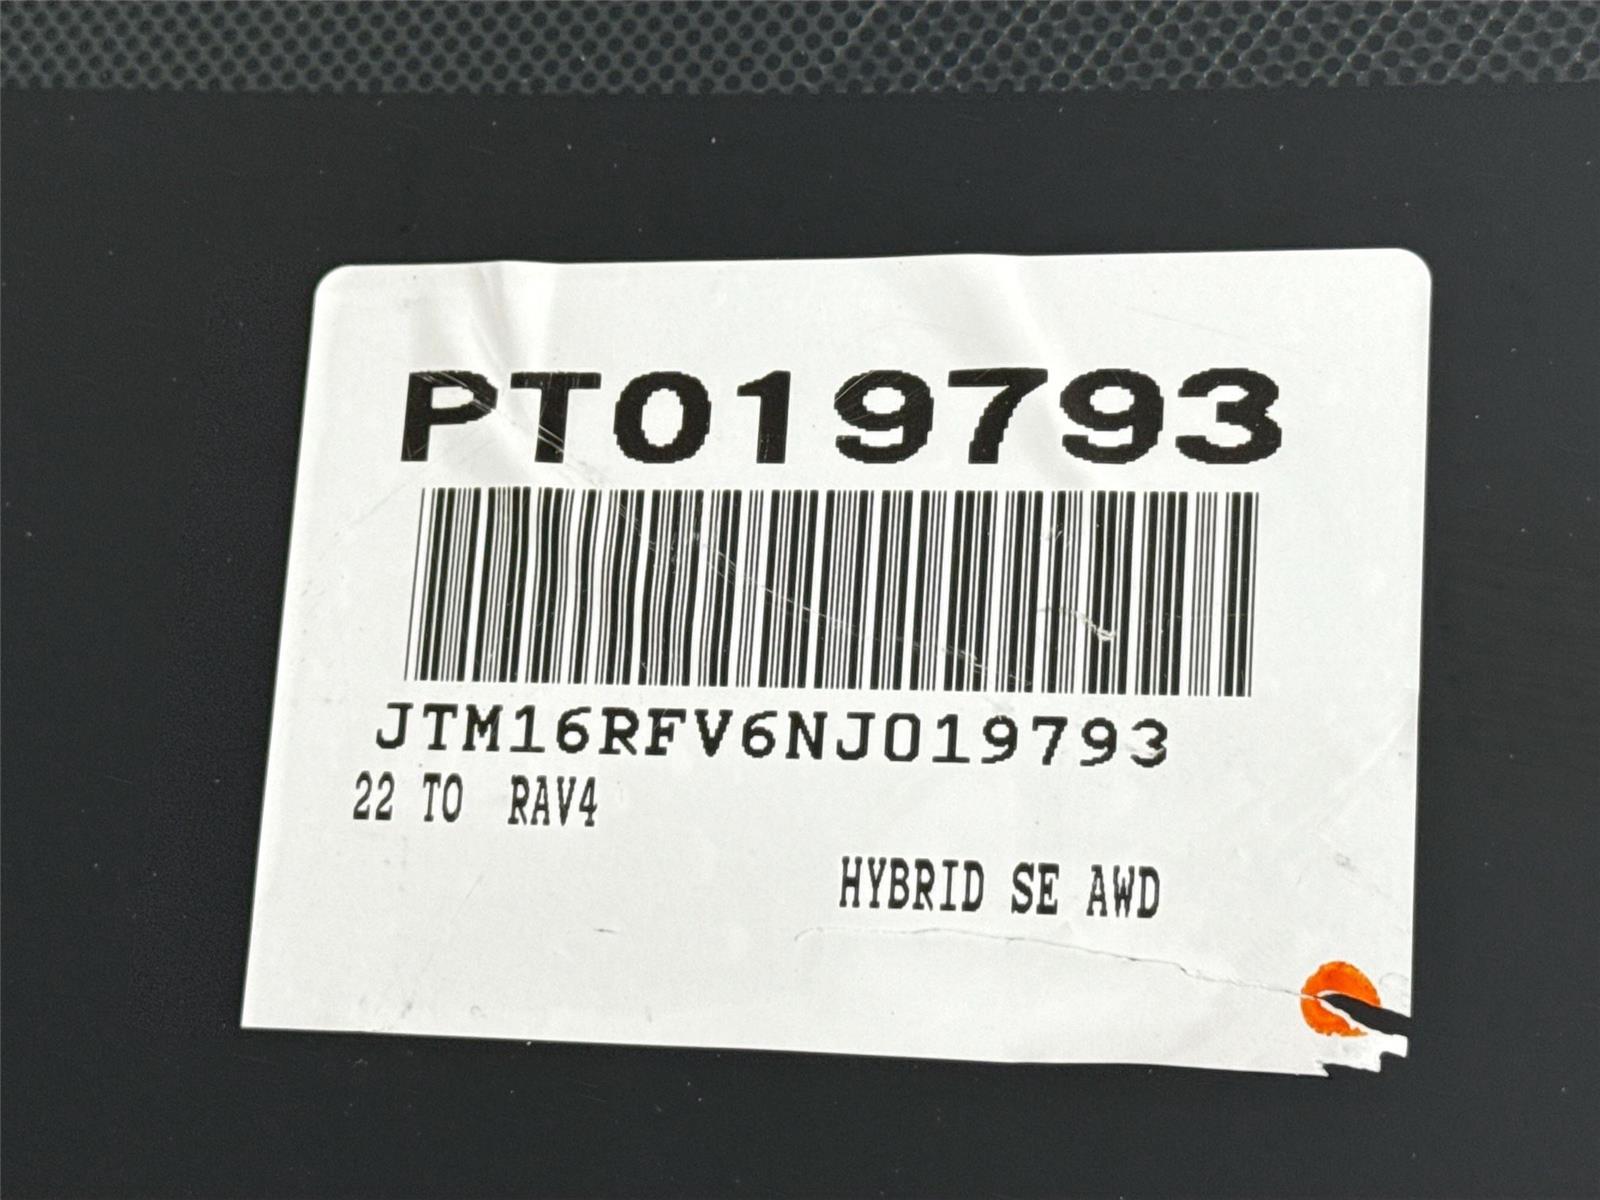 PT019793
JTM16RFV6NJ019793
22 TO RAV4
HYBRID SE AWD